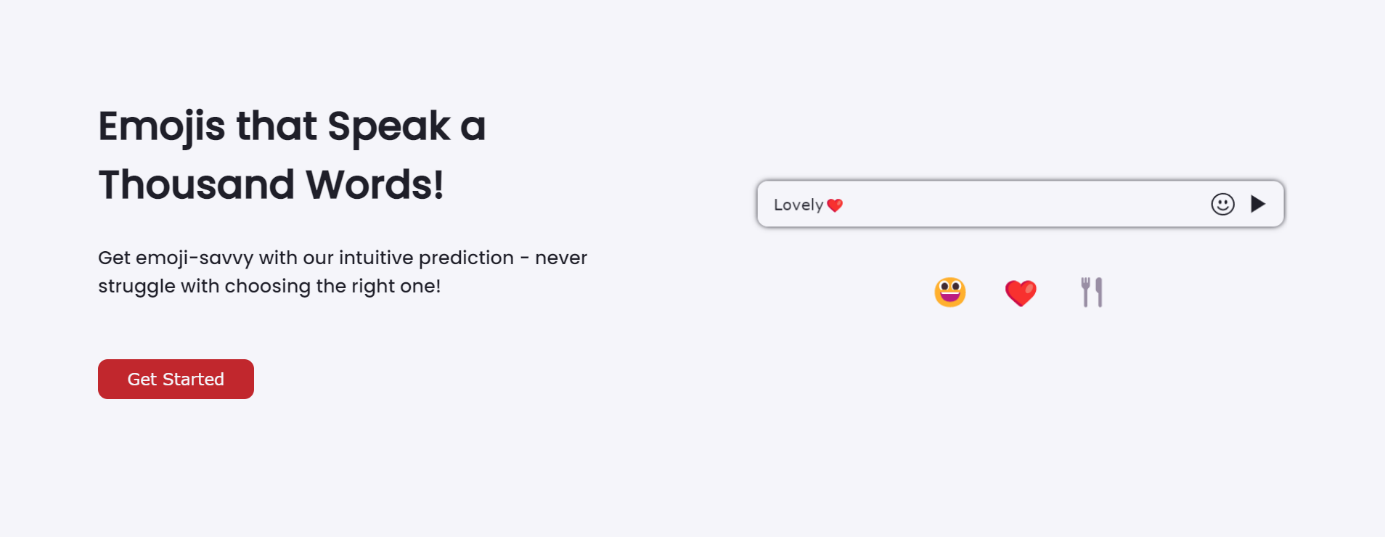 Emojis that Speak a
Thousand Words!
Get emoji-savvy with our intuitive prediction - never
struggle with choosing the right one!
Get Started
Lovely❤️